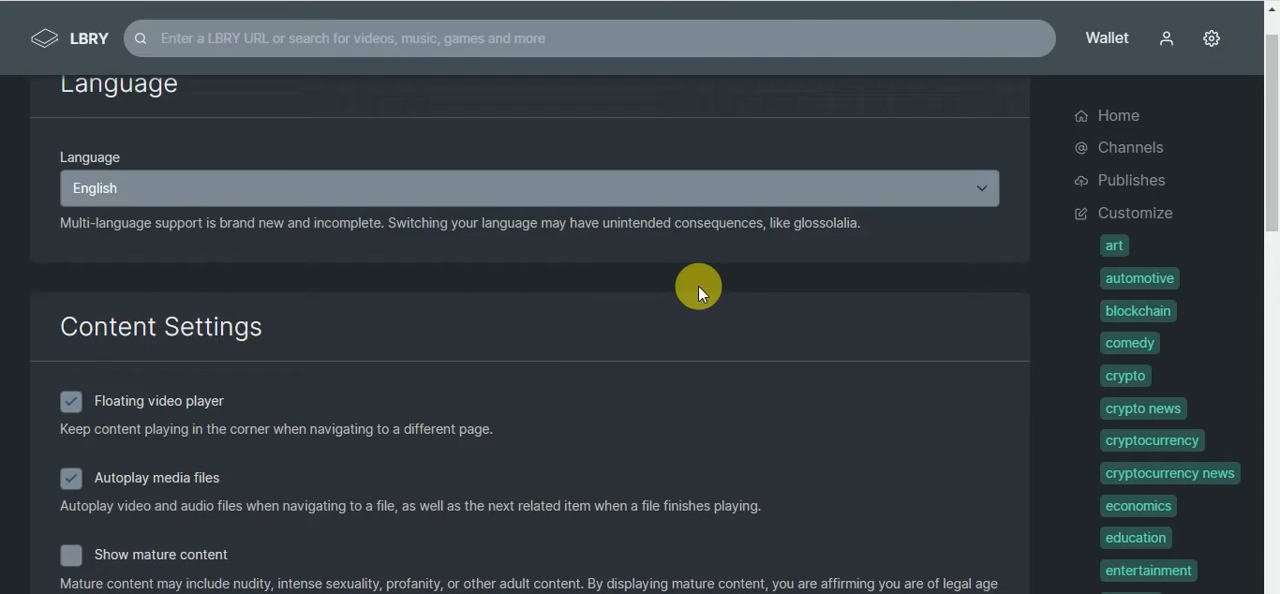 LBRY
Enter a LBRY URL or search for videos, music, games and more
Wallet
Language
Language
English
Multi-language support is brand new and incomplete. Switching your language may have unintended consequences, like glossolalia.
Content Settings
Floating video player
Keep content playing in the corner when navigating to a different page.
Autoplay media files
Autoplay video and audio files when navigating to a file, as well as the next related item when a file finishes playing.
Show mature content
Mature content may include nudity, intense sexuality, profanity, or other adult content. By displaying mature content, you are affirming you are of legal age
Home
Channels
Publishes
Customize
art
automotive
blockchain
comedy
crypto
crypto news
cryptocurrency
cryptocurrency news
economics
education
entertainment